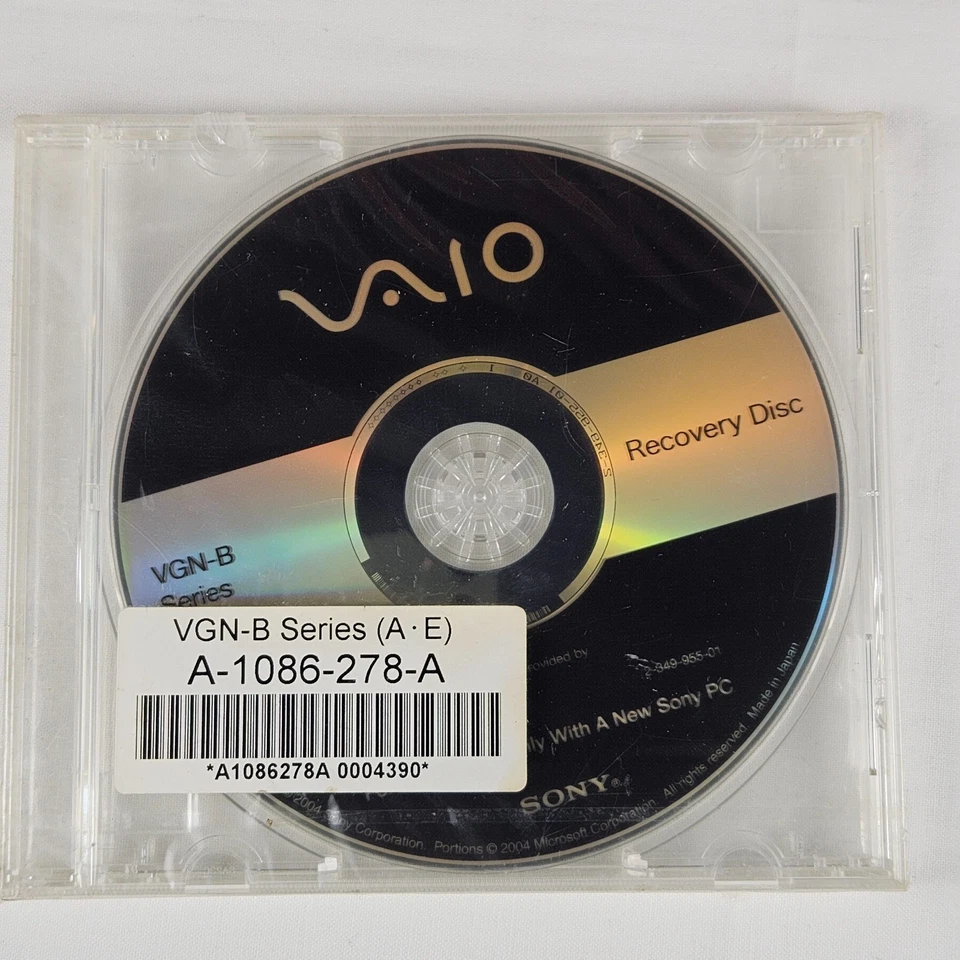 VAIO
Recovery Disc
VGN-B
Series
VGN-B Series (A·E)
A-1086-278-A
*A1086278A 0004390*
provided by
2-349-955-01
With A New Sony PC
SONY
2004 Corporation. Portions © 2004 Microsoft Corporation. All rights reserved. Made in Japan